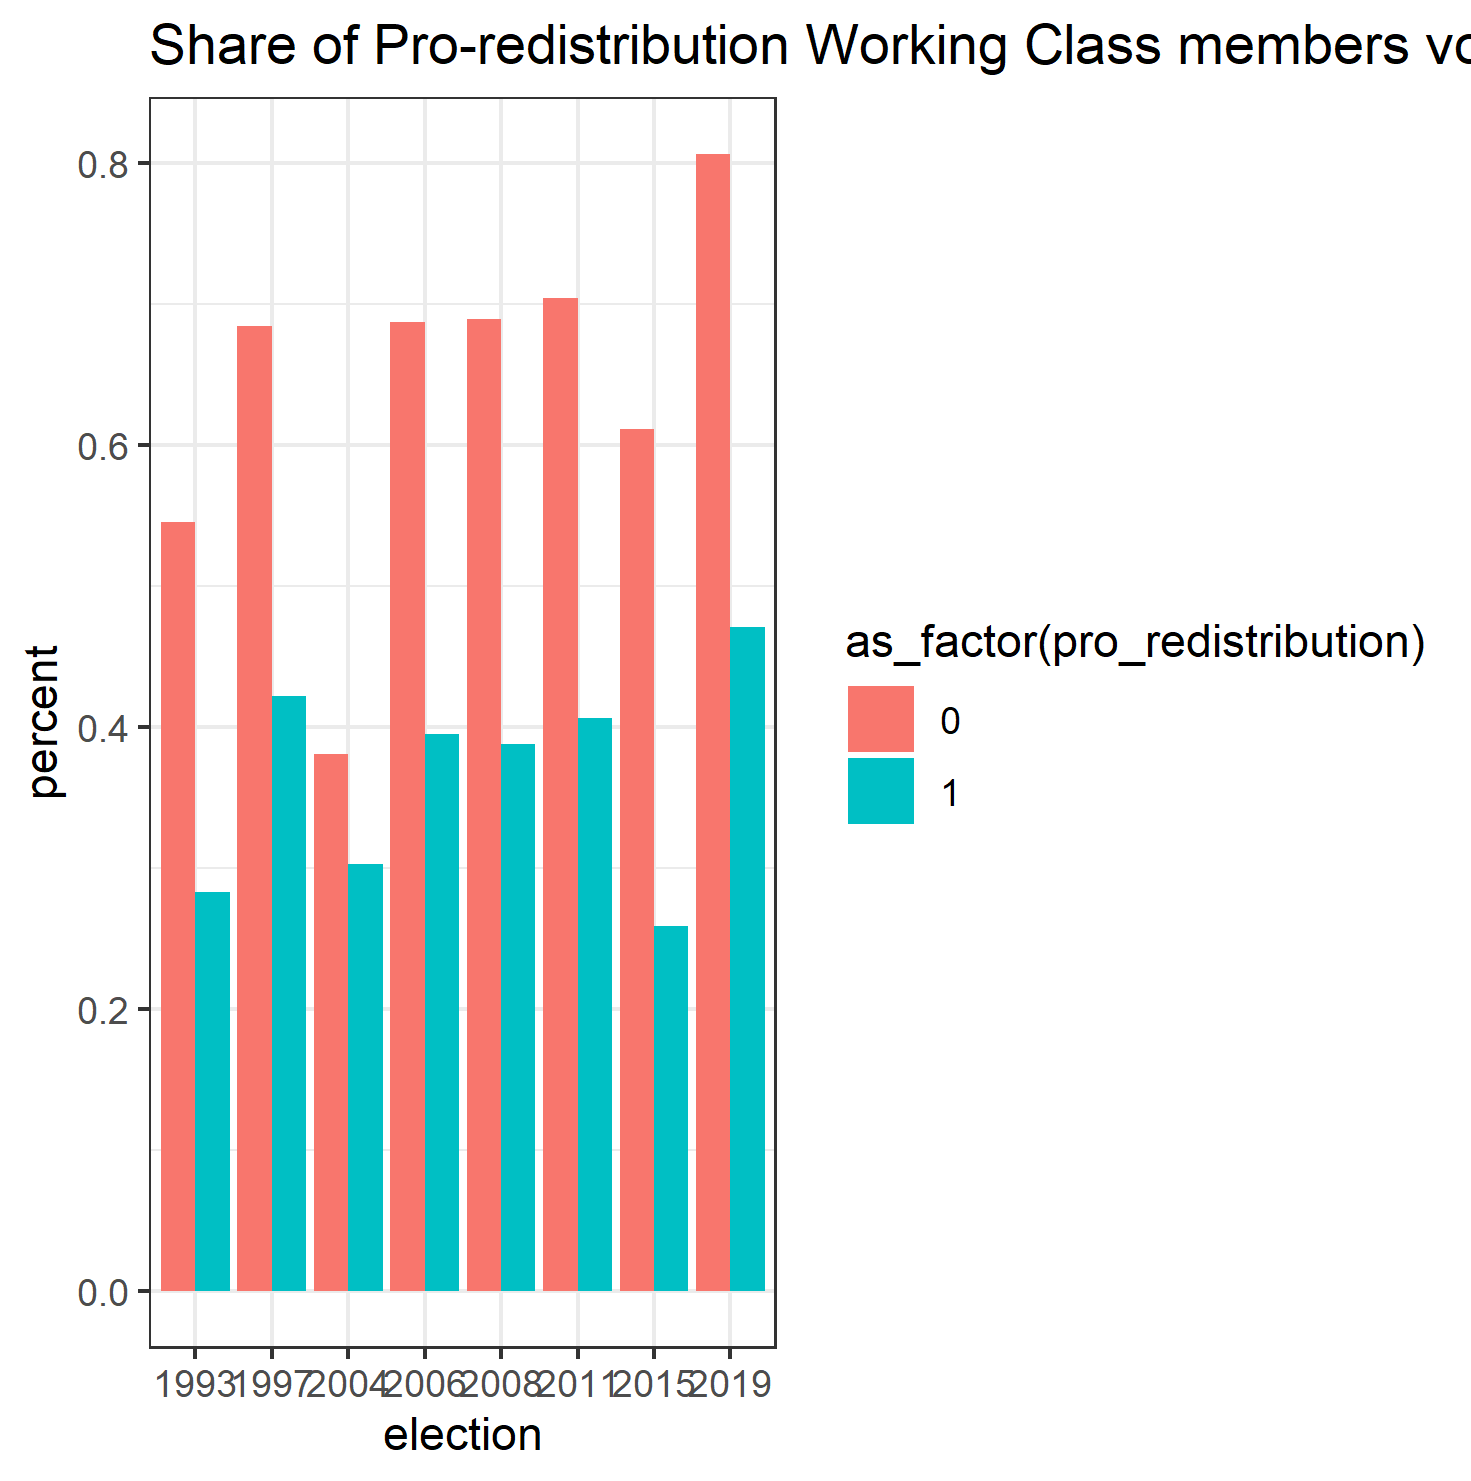 Share of Pro-redistribution Working Class members
0.8
0.6
0.4
0.2
0.0
percent
1993 1997 2004 2006 2008 2011 2015 2019
election
as_factor(pro_redistribution)
0
1